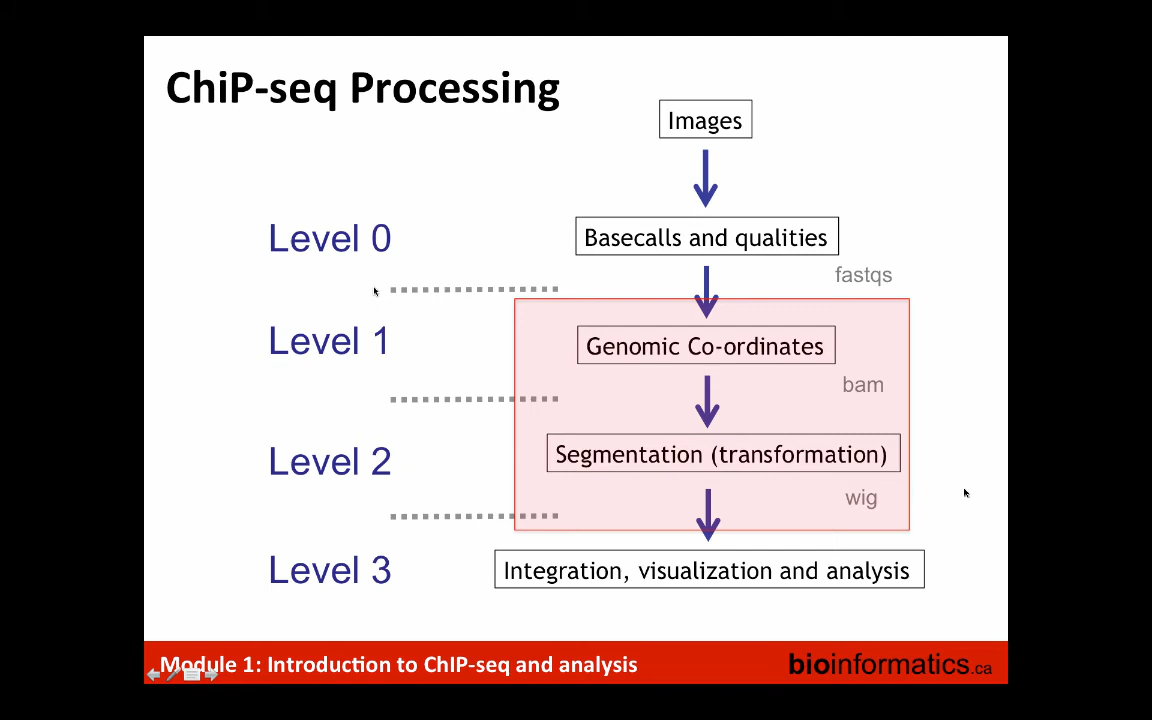 ChiP-seq Processing
Images
Level 0
Basecalls and qualities
fastqs
Level 1
Genomic Co-ordinates
bam
Level 2
Segmentation (transformation)
wig
Level 3
Integration, visualization and analysis
Module 1: Introduction to ChIP-seq and analysis
bioinformatics.ca